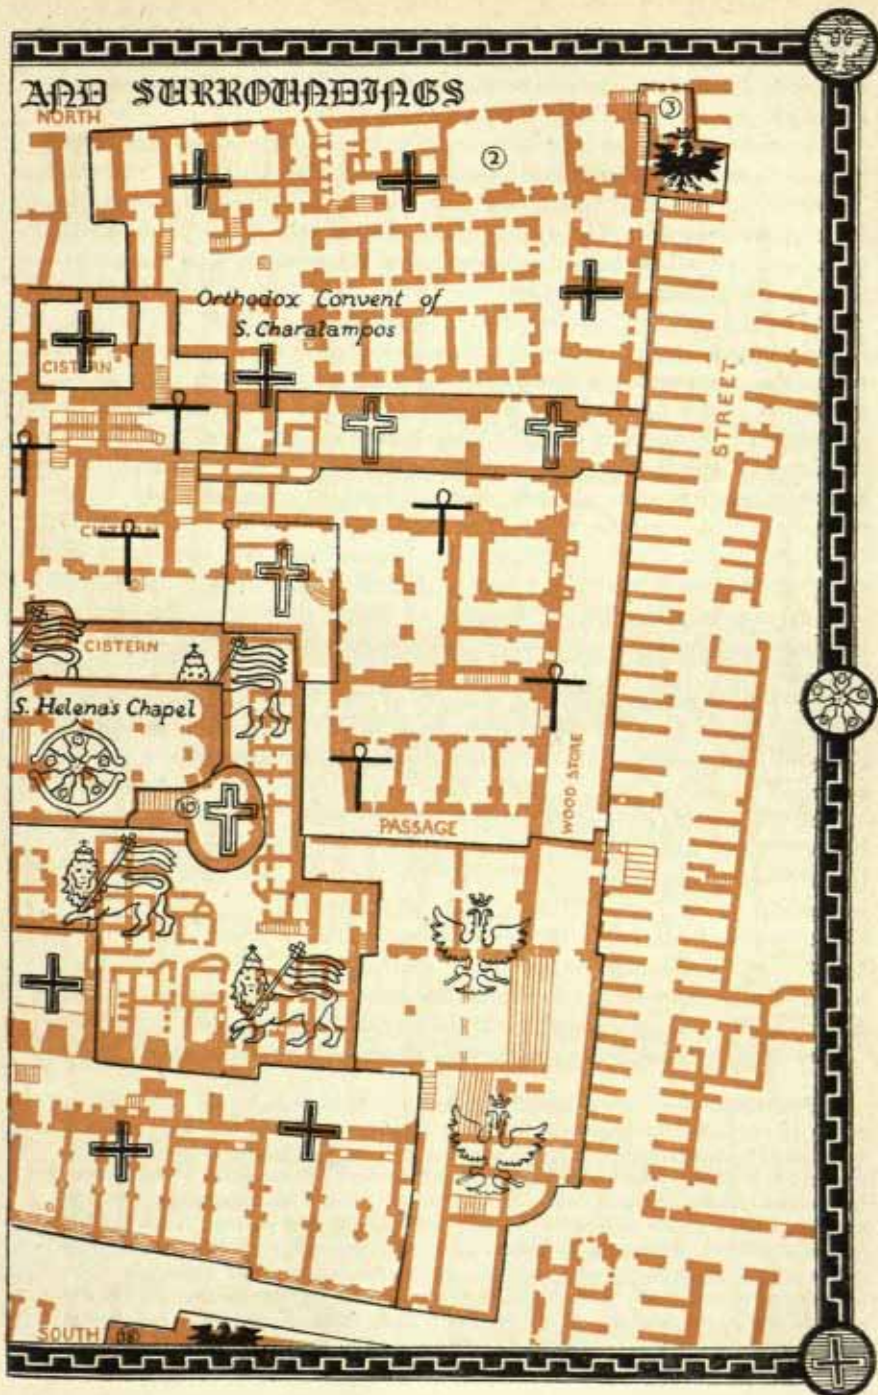 AND SURROUNDINGS
NORTH
③
②
Orthodox Convent of
S. Charalampos
CISTERN
STREET
CISTERN
CISTERN
S. Helena's Chapel
WOOD STORE
⑩
PASSAGE
SOUTH